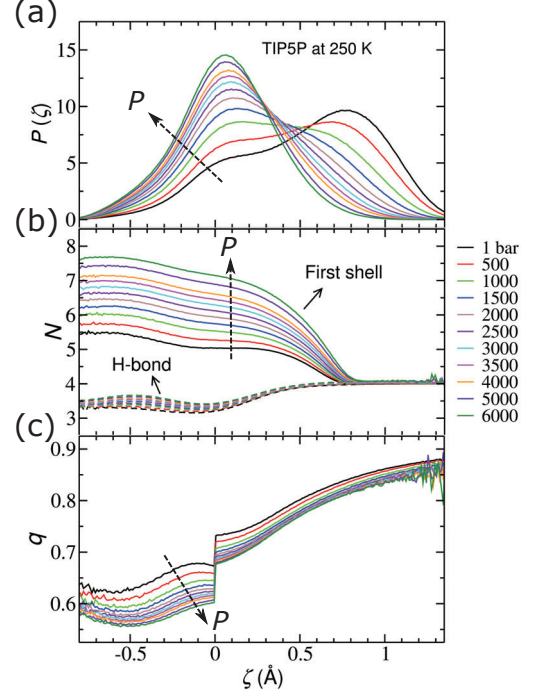 (a)
TIP5P at 250 K
P
P(ζ)
15
10
5
0
(b)
P
First shell
H-bond
N
8
7
6
5
4
3
1 bar
500
1000
1500
2000
2500
3000
3500
4000
5000
6000
(c)
P
q
0.9
0.8
0.7
0.6
-0.5 0 0.5 1
ζ (Å)